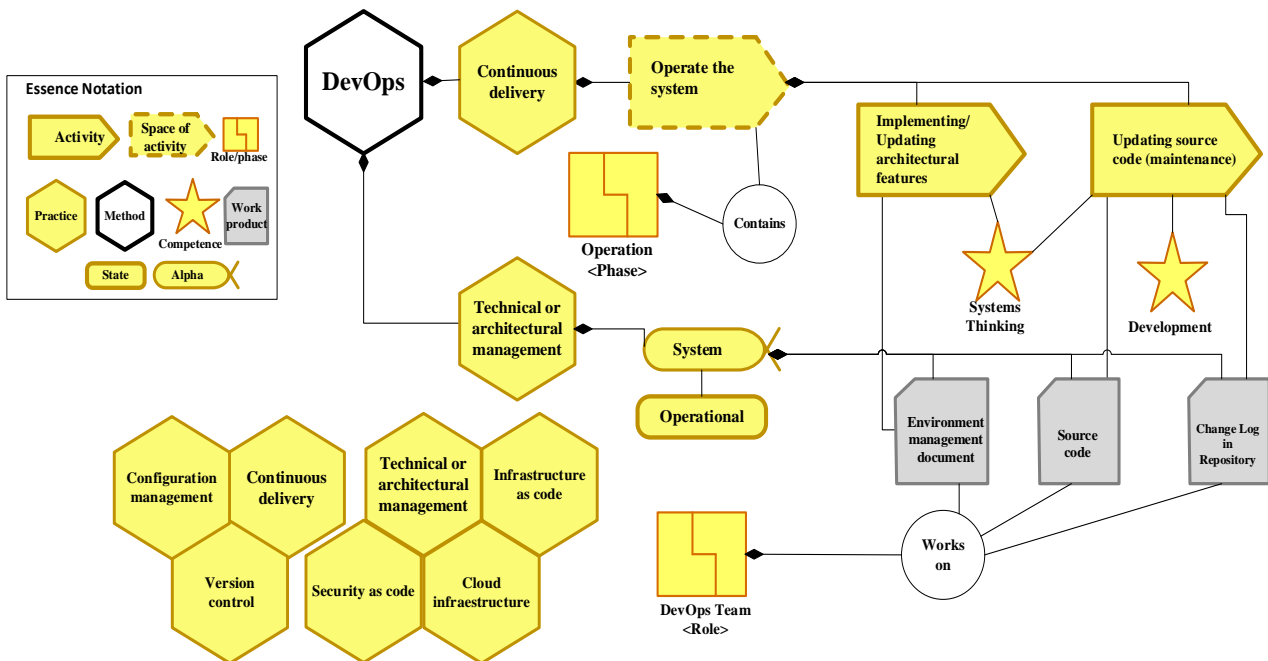 DevOps
Continuous
delivery
Operate the
system
Essence Notation
Activity
Space of
activity
Role/phase
Practice
Method
Competence
Work
product
State
Alpha
Implementing/
Updating
architectural
features
Updating source
code (maintenance)
Contains
Operation
<Phase>
Systems
Thinking
Development
Technical or
architectural
management
System
Operational
Environment
management
document
Source
code
Change Log
in
Repository
Configuration
management
Continuous
delivery
Technical or
architectural
management
Infrastructure
as code
Version
control
Security as code
Cloud
infraestructure
Works
on
DevOps Team
<Role>